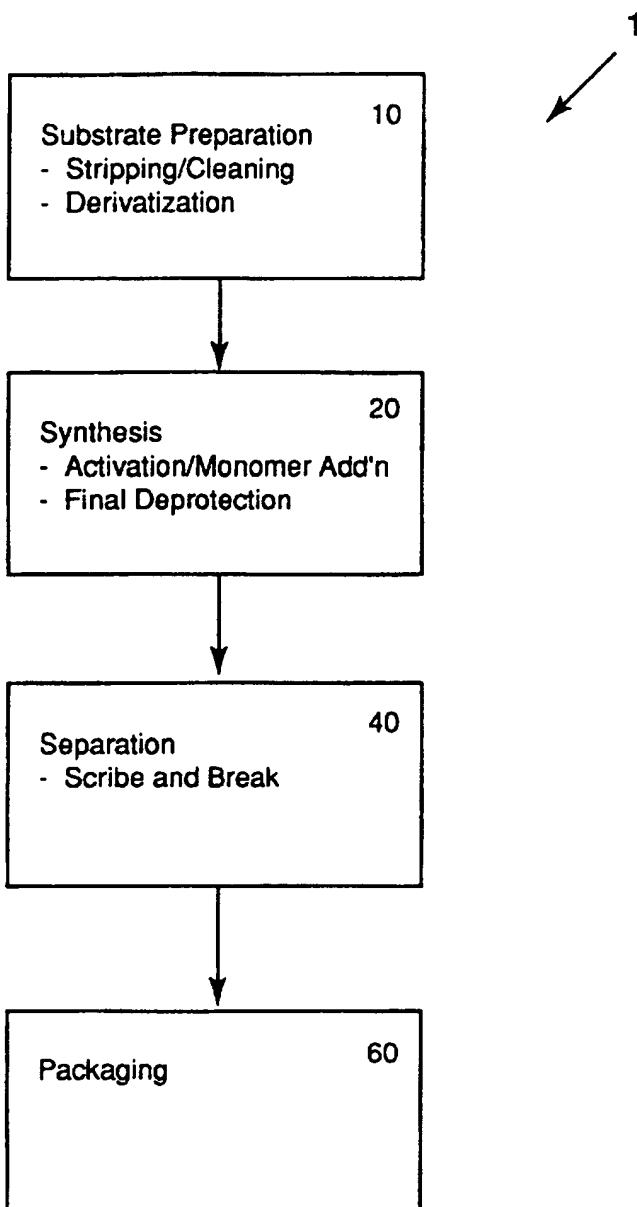 1
10
Substrate Preparation
- Stripping/Cleaning
- Derivatization
20
Synthesis
- Activation/Monomer Add'n
- Final Deprotection
40
Separation
- Scribe and Break
60
Packaging